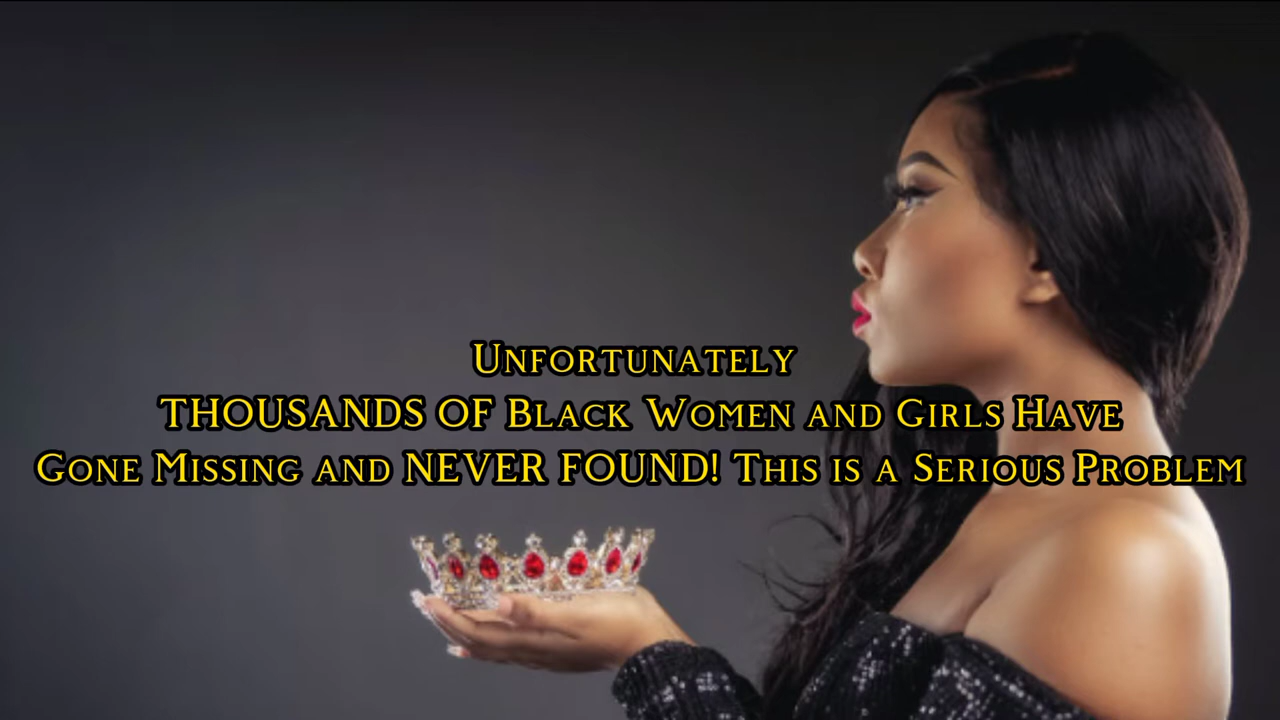 Unfortunately
THOUSANDS OF Black Women and Girls Have
Gone Missing and NEVER FOUND! This is a Serious Problem